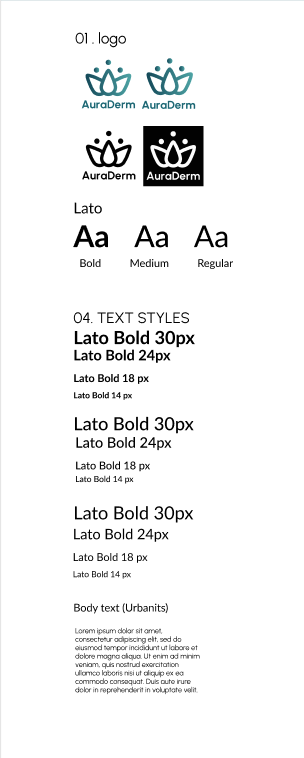 01 . logo
AuraDerm AuraDerm
AuraDerm AuraDerm
Lato
Aa Aa Aa
Bold Medium Regular
04. TEXT STYLES
Lato Bold 30px
Lato Bold 24px
Lato Bold 18 px
Lato Bold 14 px
Lato Bold 30px
Lato Bold 24px
Lato Bold 18 px
Lato Bold 14 px
Lato Bold 30px
Lato Bold 24px
Lato Bold 18 px
Lato Bold 14 px
Body text (Urbanits)
Lorem ipsum dolor sit amet,
consectetur adipiscing elit, sed do
eiusmod tempor incididunt ut labore et
dolore magna aliqua. Ut enim ad minim
veniam, quis nostrud exercitation
ullamco laboris nisi ut aliquip ex ea
commodo consequat. Duis aute irure
dolor in reprehenderit in voluptate velit.